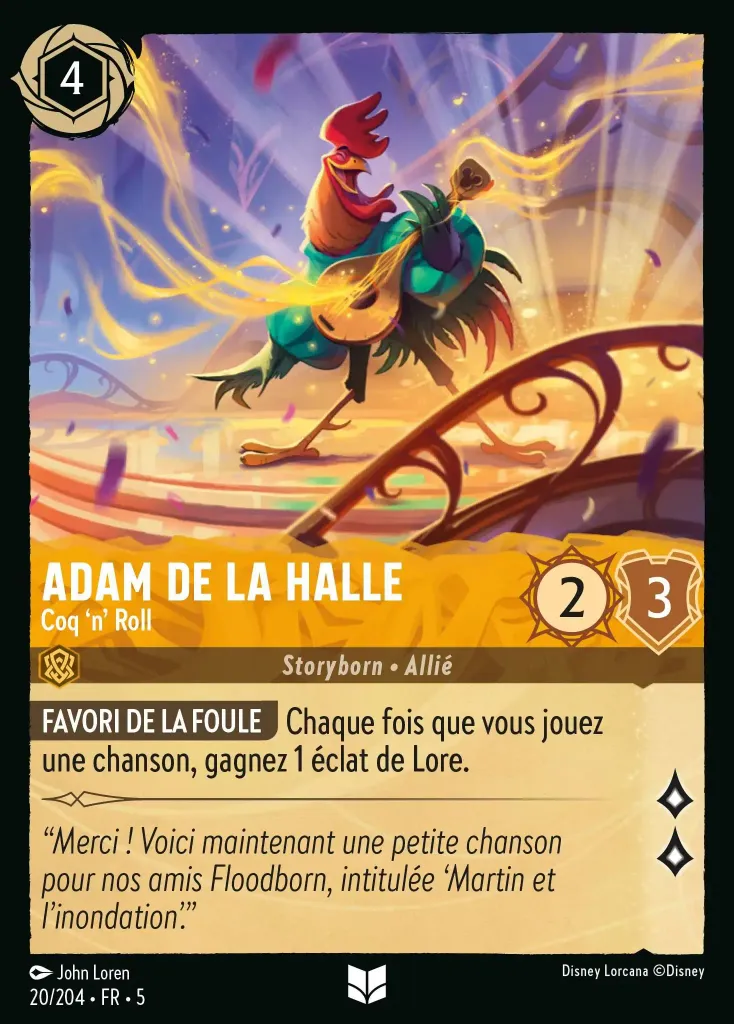 4
ADAM DE LA HALLE
Coq ‘n’ Roll
2
3
Storyborn • Allié
FAVORI DE LA FOULE Chaque fois que vous jouez
une chanson, gagnez 1 éclat de Lore.
“Merci ! Voici maintenant une petite chanson
pour nos amis Floodborn, intitulée ‘Martin et
l’inondation’.”
John Loren
Disney Lorcana ©Disney
20/204 • FR • 5